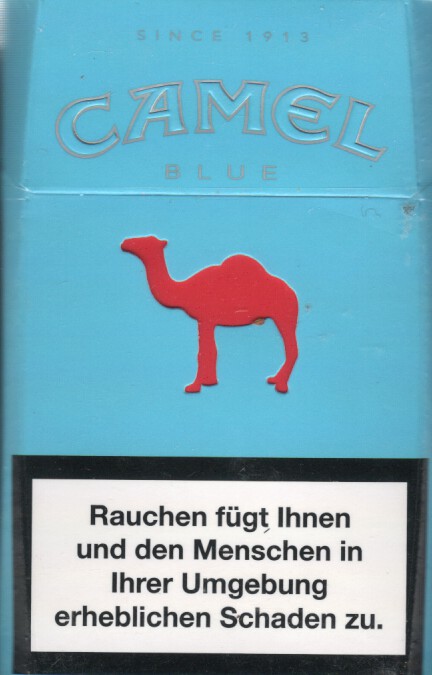 SINCE 1913
CAMEL
BLUE
Rauchen fügt Ihnen
und den Menschen in
Ihrer Umgebung
erheblichen Schaden zu.